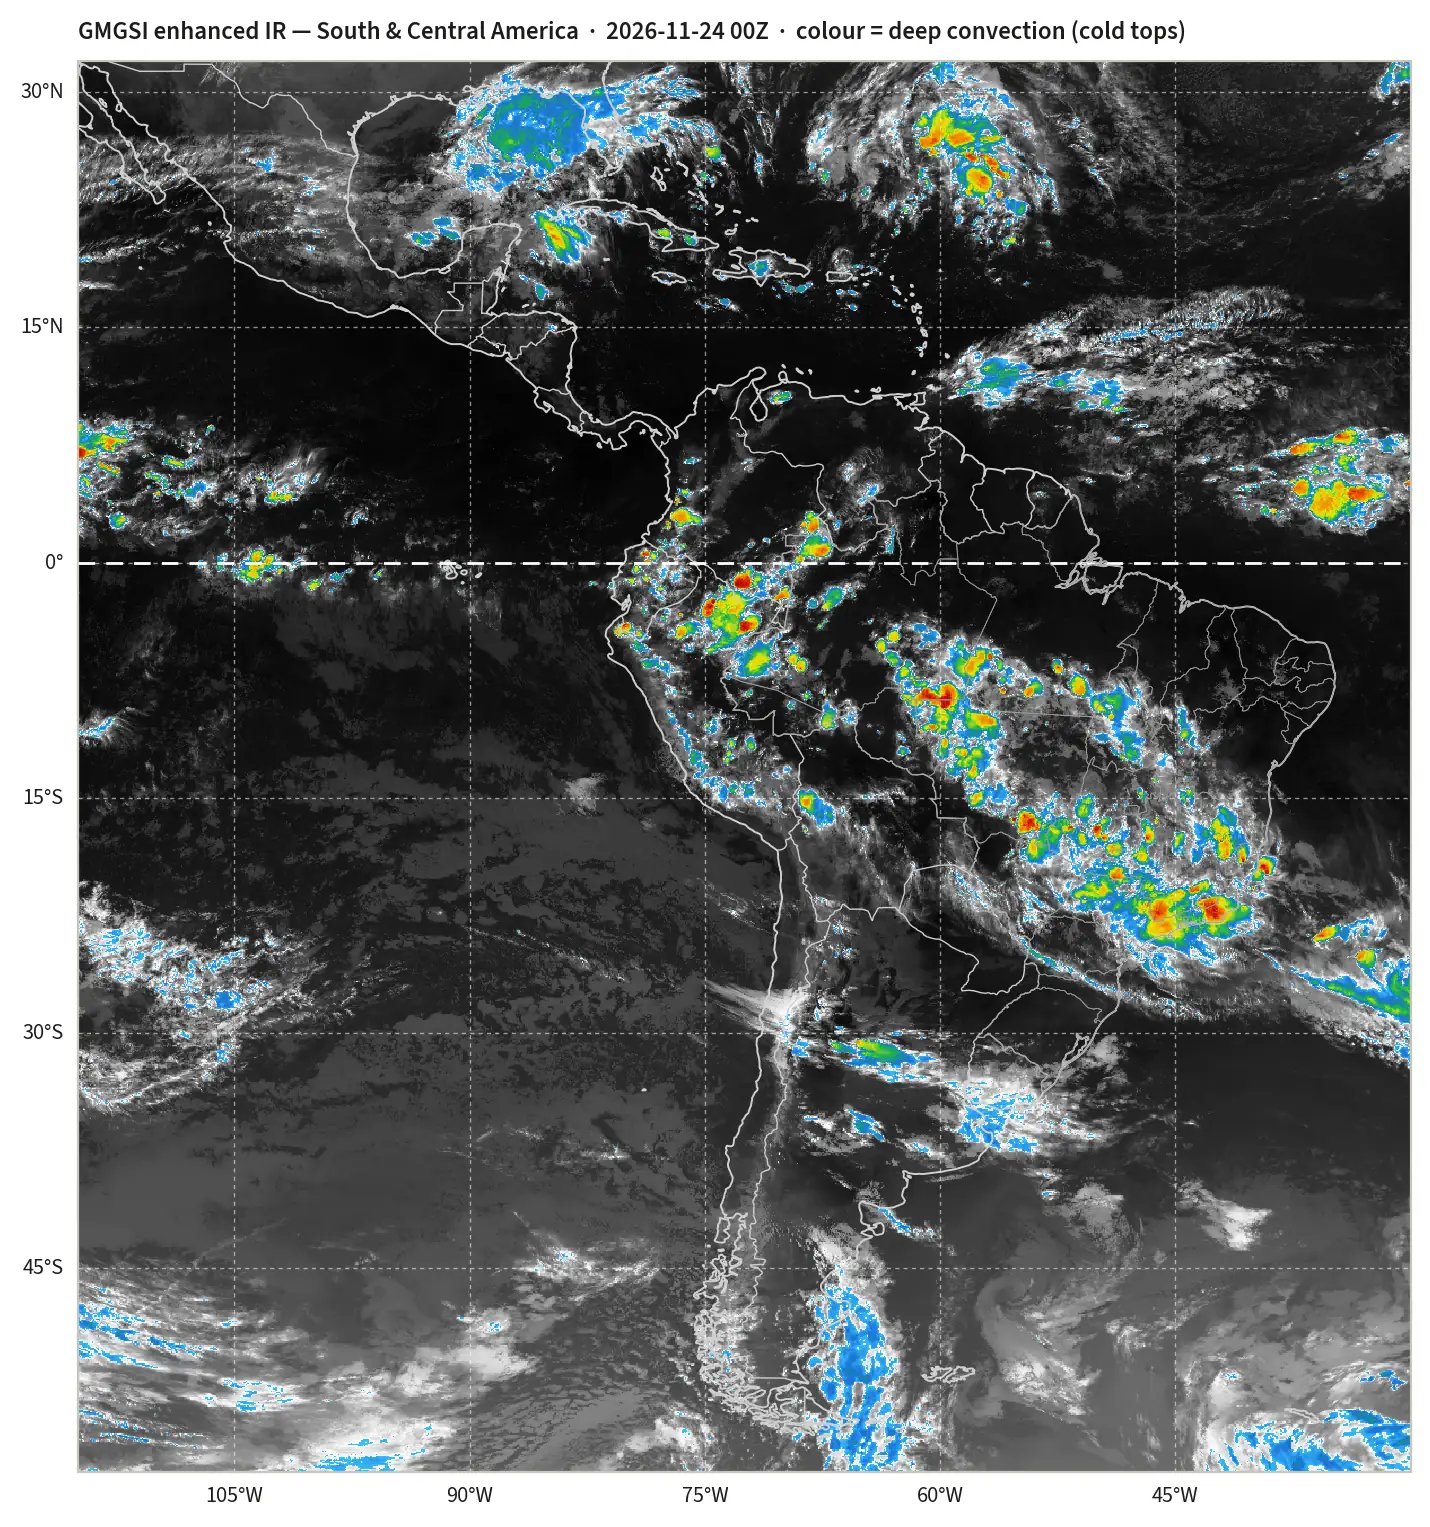 GMGSI enhanced IR — South & Central America · 2026-11-24 00Z · colour = deep convection (cold tops)
30°N
15°N
0°
15°S
30°S
45°S
105°W 90°W 75°W 60°W 45°W